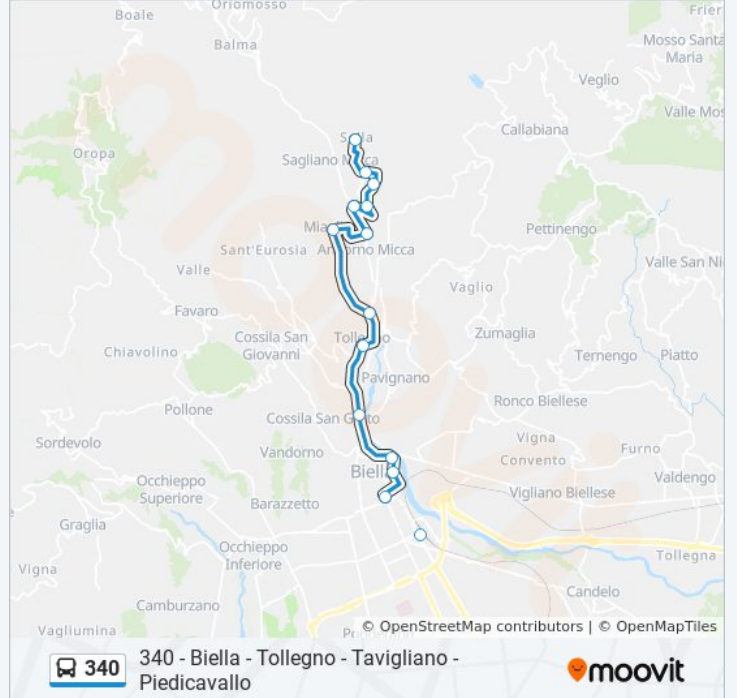 Oriomosso
Frier
Boale
Balma
Mosso Santa
Maria
Veglio
Valle Mos
Callabiana
Oropa
Sagliano Micca
Pettinengo
Sant'Eurosia
Andorno Micca
Valle
Valle San Ni
Vaglio
Favaro
Zumaglia
Cossila San
Giovanni
Tollegno
Chiavolino
Ternengo
Piatto
Pavignano
Ronco Biellese
Pollone
Cossila San Grato
Sordevolo
Vigna
Convento
Furno
Vandorno
Biella
Valdengo
Occhieppo
Superiore
Vigliano Biellese
Barazzetto
Graglia
Occhieppo
Inferiore
Tollegna
Vigna
Candelo
Camburzano
© OpenStreetMap contributors | © OpenMapTiles
Vagliumina
340
340 - Biella - Tollegno - Tavigliano -
Piedicavallo
moovit